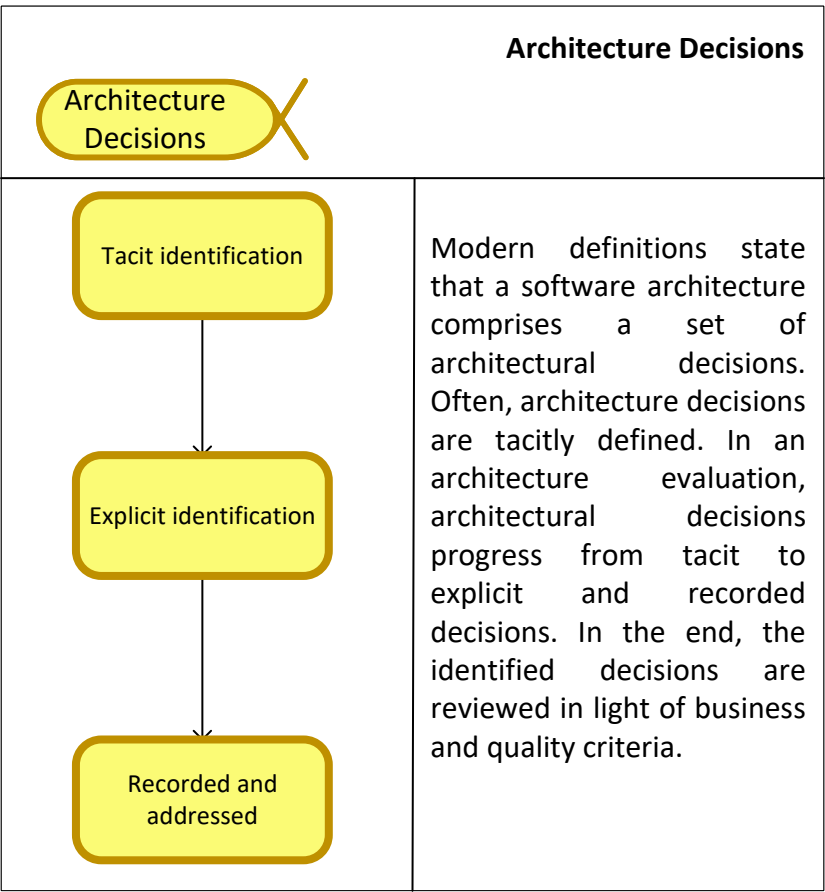 Architecture Decisions
Architecture
Decisions
Tacit identification
Explicit identification
Recorded and
addressed
Modern definitions state
that a software architecture
comprises a set of
architectural decisions.
Often, architecture decisions
are tacitly defined. In an
architecture evaluation,
architectural decisions
progress from tacit to
explicit and recorded
decisions. In the end, the
identified decisions are
reviewed in light of business
and quality criteria.